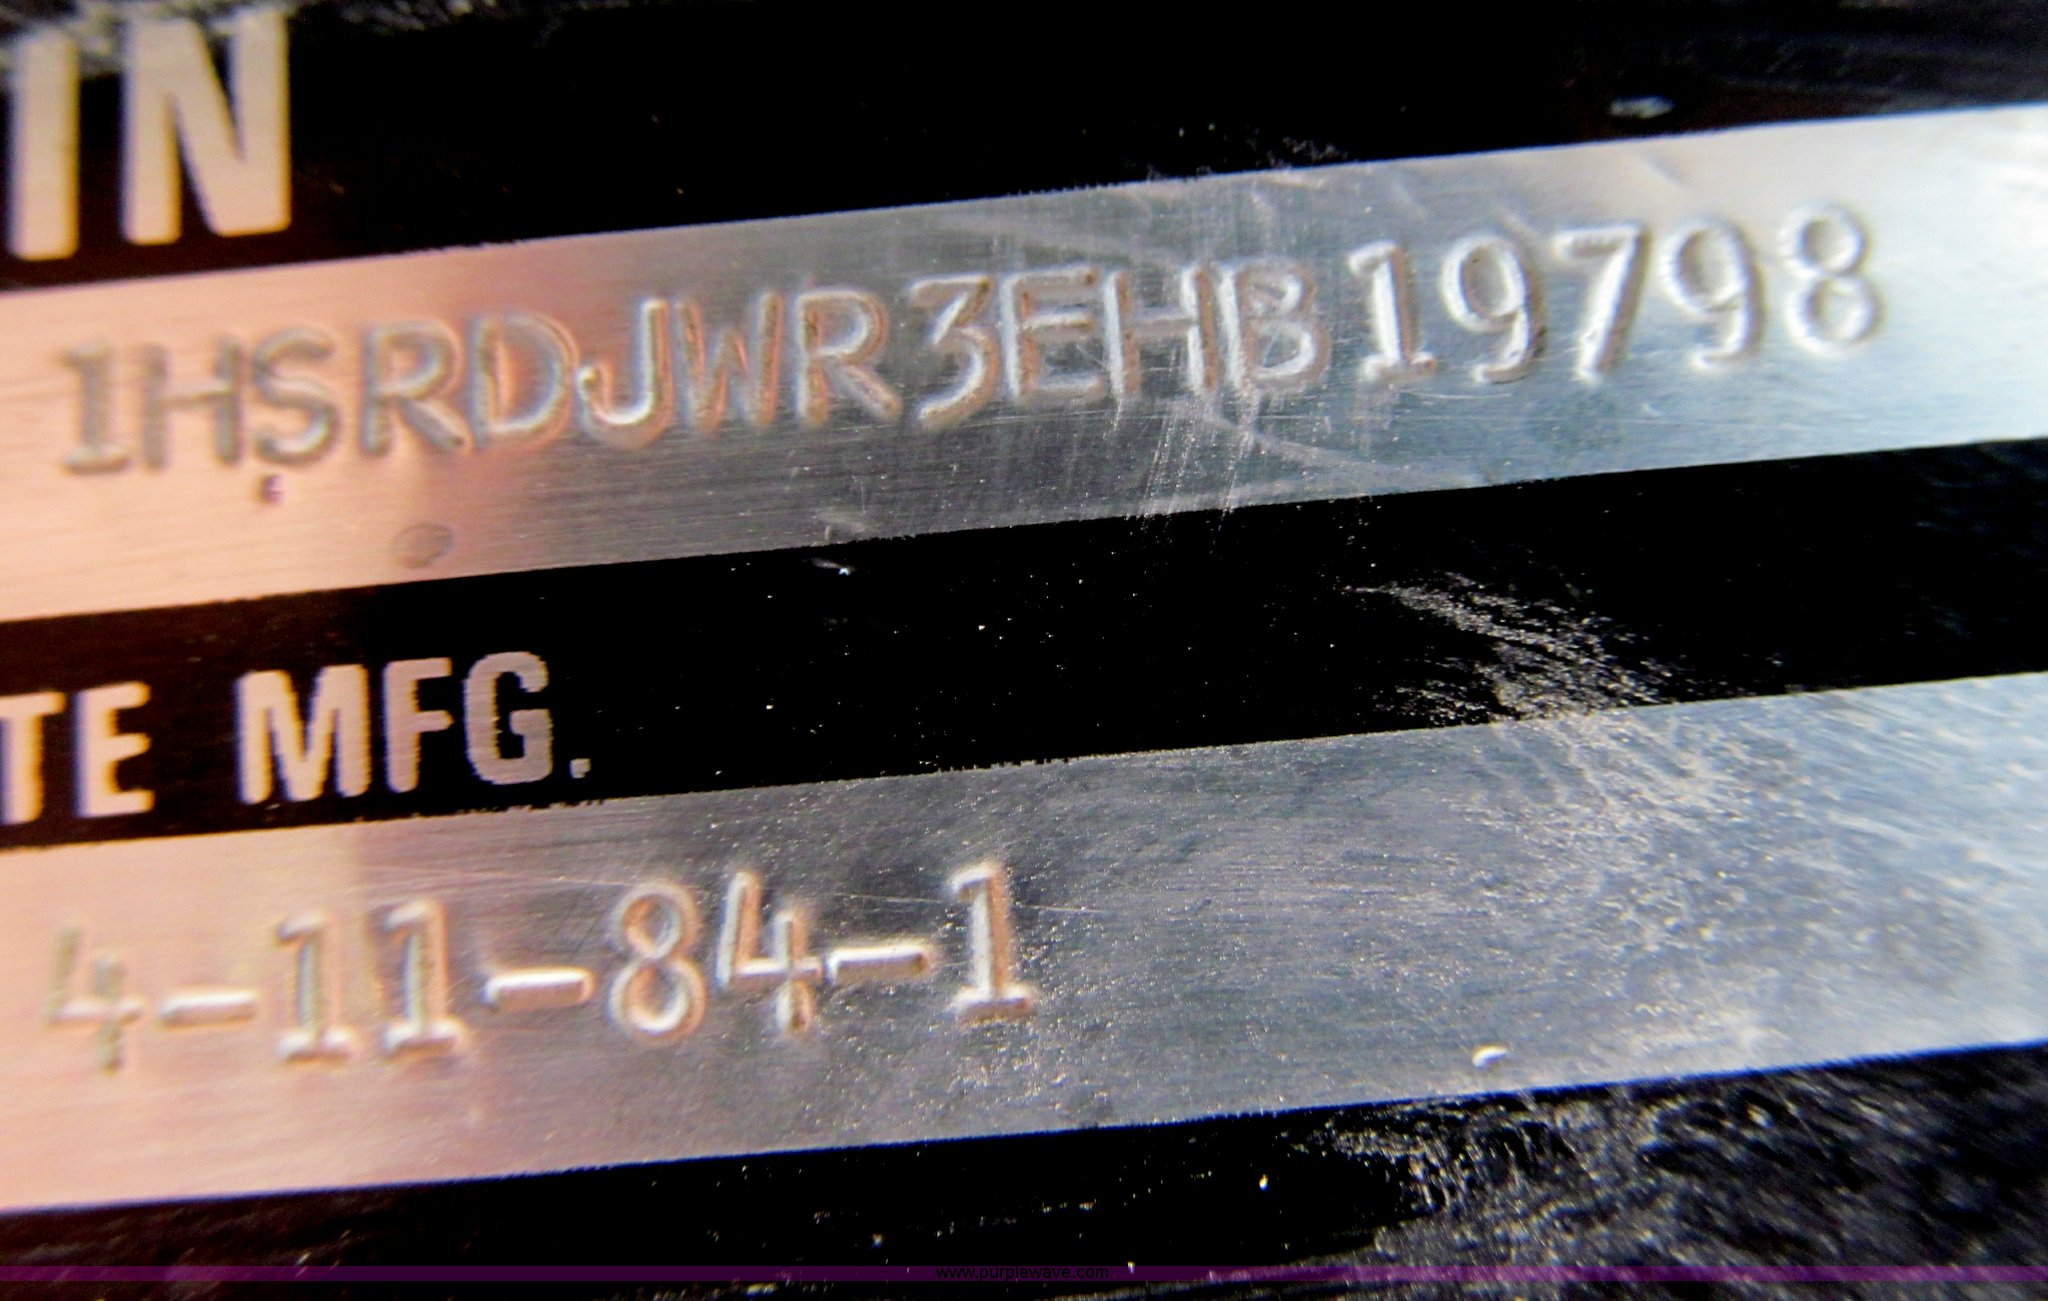 IN
1HSRDJWR3EHB19798
TE MFG.
4-11-84-1
www.purplewave.com